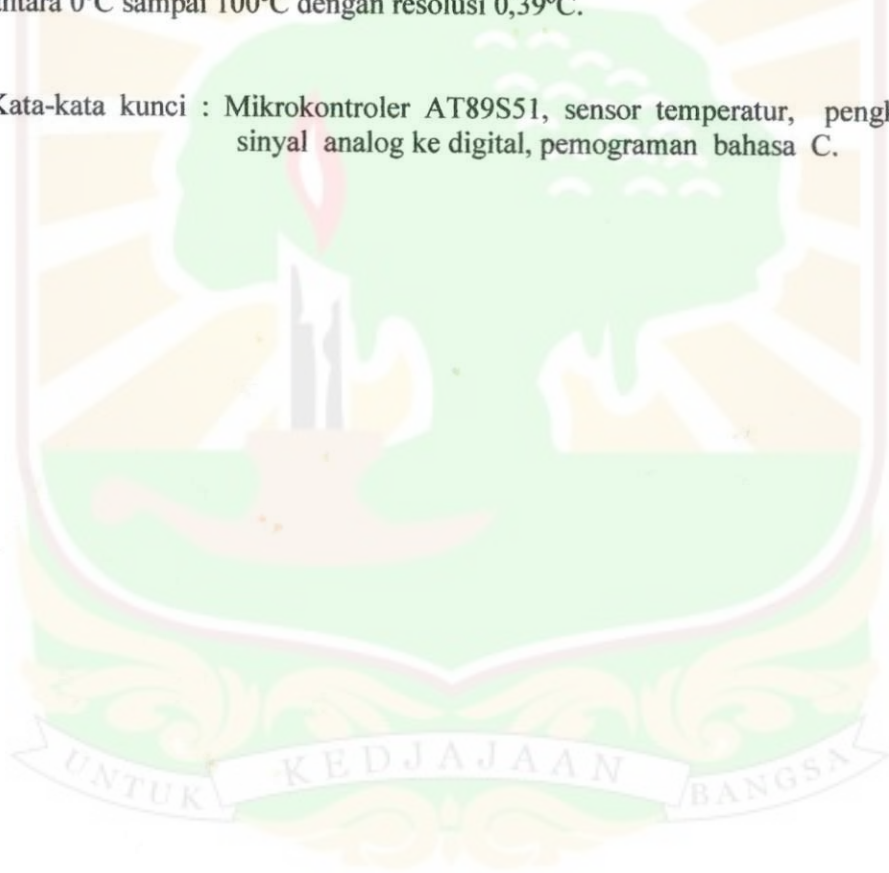 antara 0°C sampai 100°C dengan resolusi 0,39°C.
Kata-kata kunci : Mikrokontroler AT89S51, sensor temperatur,
sinyal analog ke digital, pemograman bahasa C.
UNTUK KEDJAJAAN BANGSA